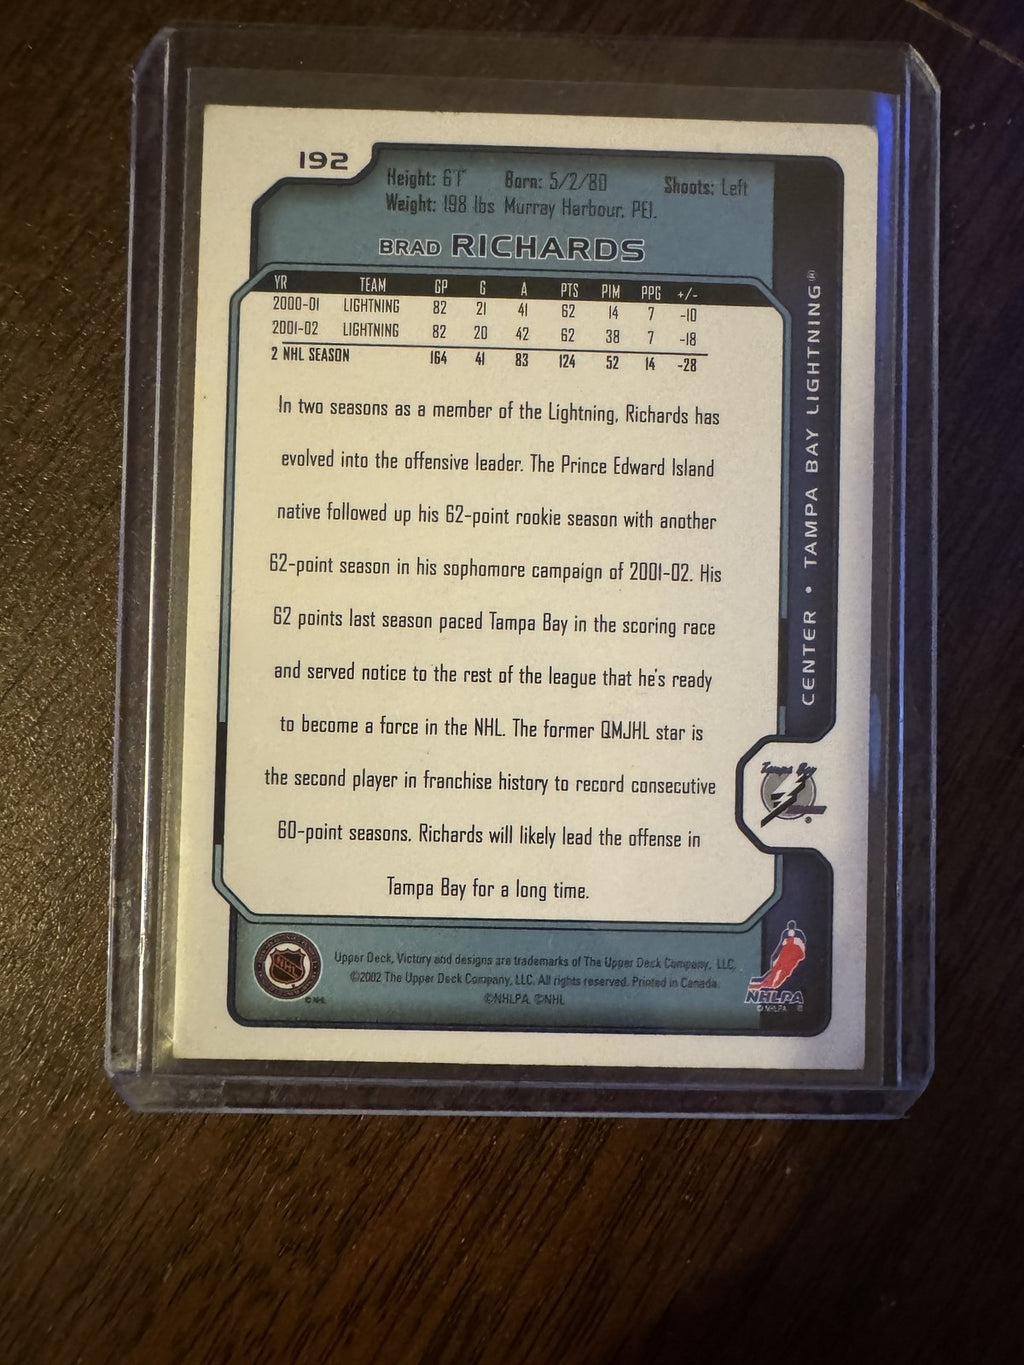 192
Height: 6'1" Born: 5/2/80 Shoots: Left
Weight: 198 lbs Murray Harbour, PEI.
BRAD RICHARDS
YR TEAM GP G A PTS PIM PPG +/-
2000-01 LIGHTNING 82 21 41 62 14 7 -10
2001-02 LIGHTNING 82 20 42 62 38 7 -18
2 NHL SEASON 164 41 83 124 52 14 -28
In two seasons as a member of the Lightning, Richards has
evolved into the offensive leader. The Prince Edward Island
native followed up his 62-point rookie season with another
62-point season in his sophomore campaign of 2001-02. His
62 points last season paced Tampa Bay in the scoring race
and served notice to the rest of the league that he's ready
to become a force in the NHL. The former QMJHL star is
the second player in franchise history to record consecutive
60-point seasons. Richards will likely lead the offense in
Tampa Bay for a long time.
CENTER • TAMPA BAY LIGHTNING®
Tampa Bay
®
NHL
© NHL
Upper Deck, Victory and designs are trademarks of The Upper Deck Company, LLC.
©2002 The Upper Deck Company, LLC. All rights reserved. Printed in Canada.
©NHLPA ©NHL
NHLPA
© NHLPA ®